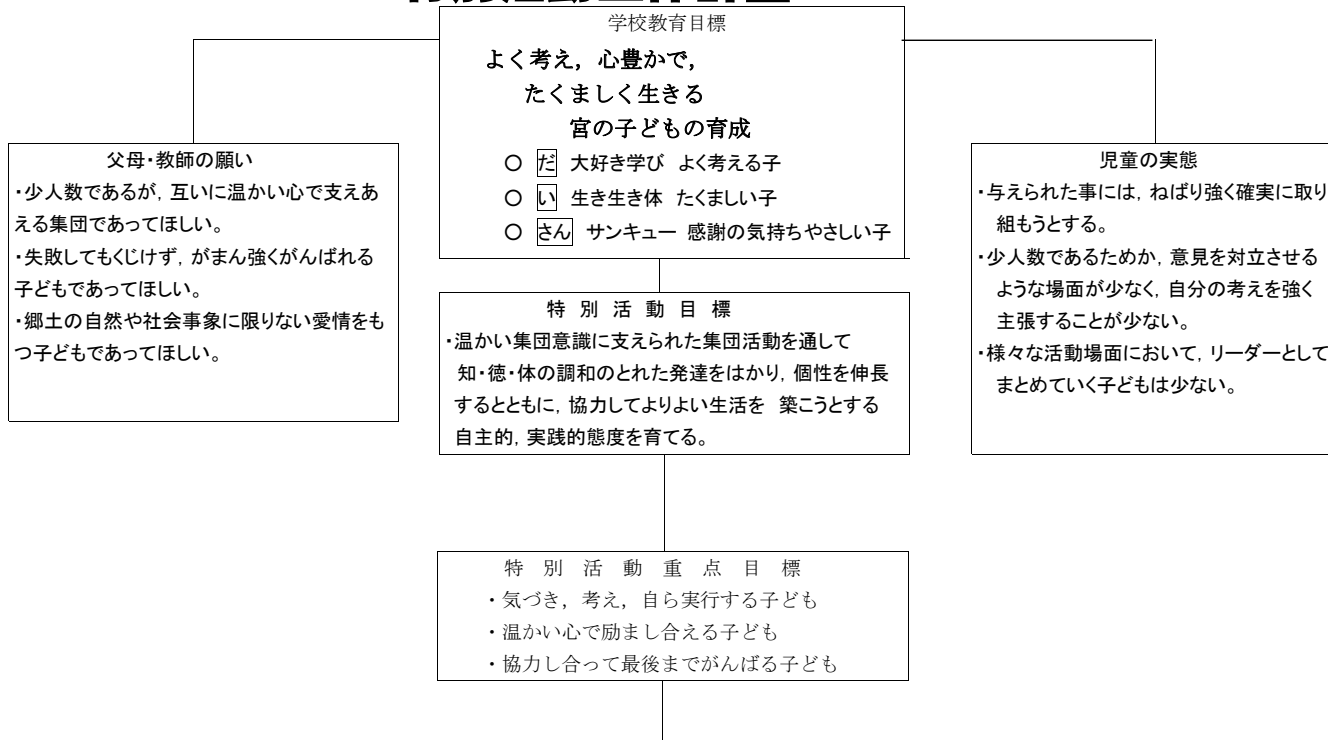 学校教育目標
よく考え，心豊かで，
たくましく生きる
宮の子どもの育成
○ だ 大好き学び よく考える子
○ い 生き生き体 たくましい子
○ さん サンキュー 感謝の気持ちやさしい子
父母・教師の願い
・少人数であるが，互いに温かい心で支えあ
える集団であってほしい。
・失敗してもくじけず，がまん強くがんばれる
子どもであってほしい。
・郷土の自然や社会事象に限りない愛情をも
つ子どもであってほしい。
児童の実態
・与えられた事には，ねばり強く確実に取り
組もうとする。
・少人数であるためか，意見を対立させる
ような場面が少なく，自分の考えを強く
主張することが少ない。
・様々な活動場面において，リーダーとして
まとめていく子どもは少ない。
特 別 活 動 目 標
・温かい集団意識に支えられた集団活動を通して
知・徳・体の調和のとれた発達をはかり，個性を伸長
するとともに，協力してよりよい生活を 築こうとする
自主的，実践的態度を育てる。
特 別 活 動 重 点 目 標
・気づき，考え，自ら実行する子ども
・温かい心で励まし合える子ども
・協力し合って最後までがんばる子ども